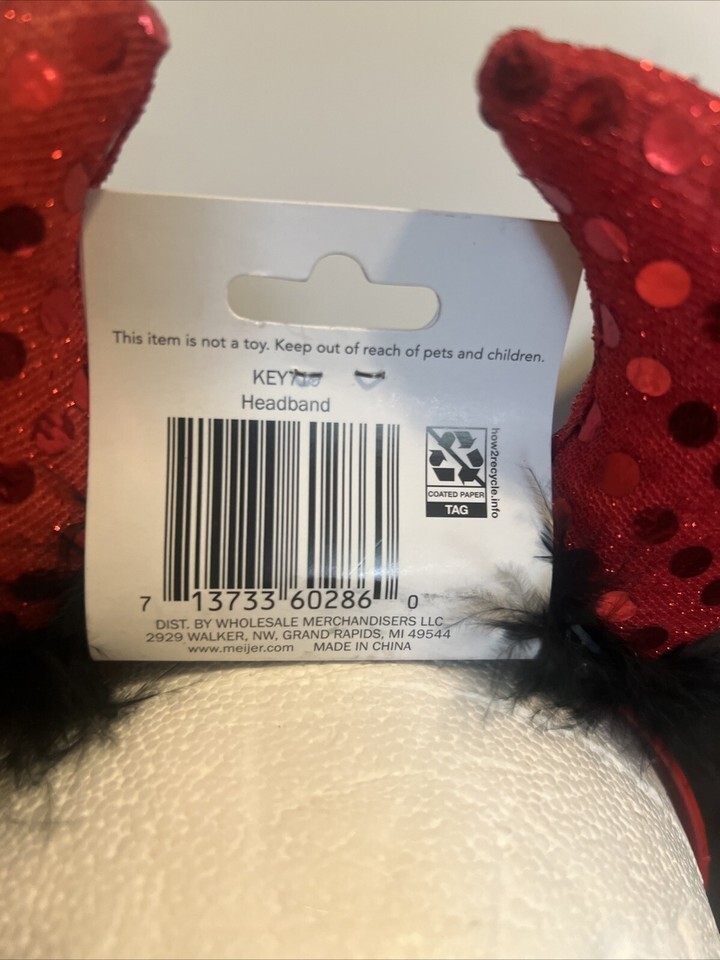 This item is not a toy. Keep out of reach of pets and children.
Headband
how2recycle.info
COATED PAPER
TAG
7 13733 60286 0
DIST. BY WHOLESALE MERCHANDISERS LLC
2929 WALKER, NW, GRAND RAPIDS, MI 49544
www.meijer.com MADE IN CHINA